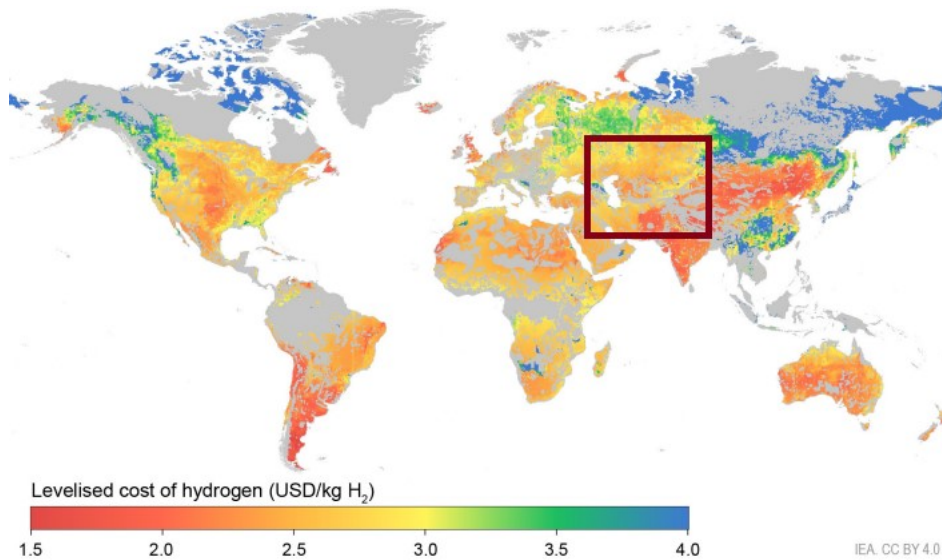 Levelised cost of hydrogen (USD/kg H₂)
1.5 2.0 2.5 3.0 3.5 4.0
IEA. CC BY 4.0